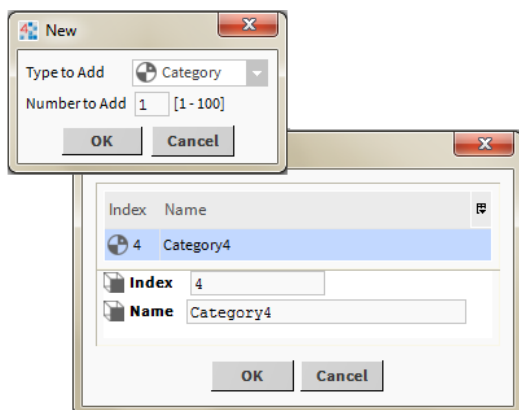 New
Type to Add Category
Number to Add 1 [1 - 100]
OK Cancel
Index Name
4 Category4
Index 4
Name Category4
OK Cancel